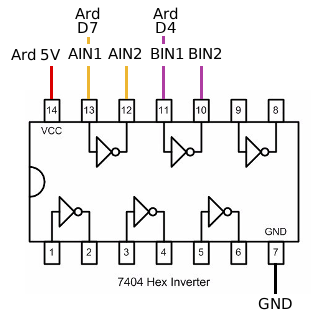 Ard Ard
D7 D4
Ard 5V AIN1 AIN2 BIN1 BIN2
14 13 12 11 10 9 8
VCC
GND
1 2 3 4 5 6 7
7404 Hex Inverter
GND